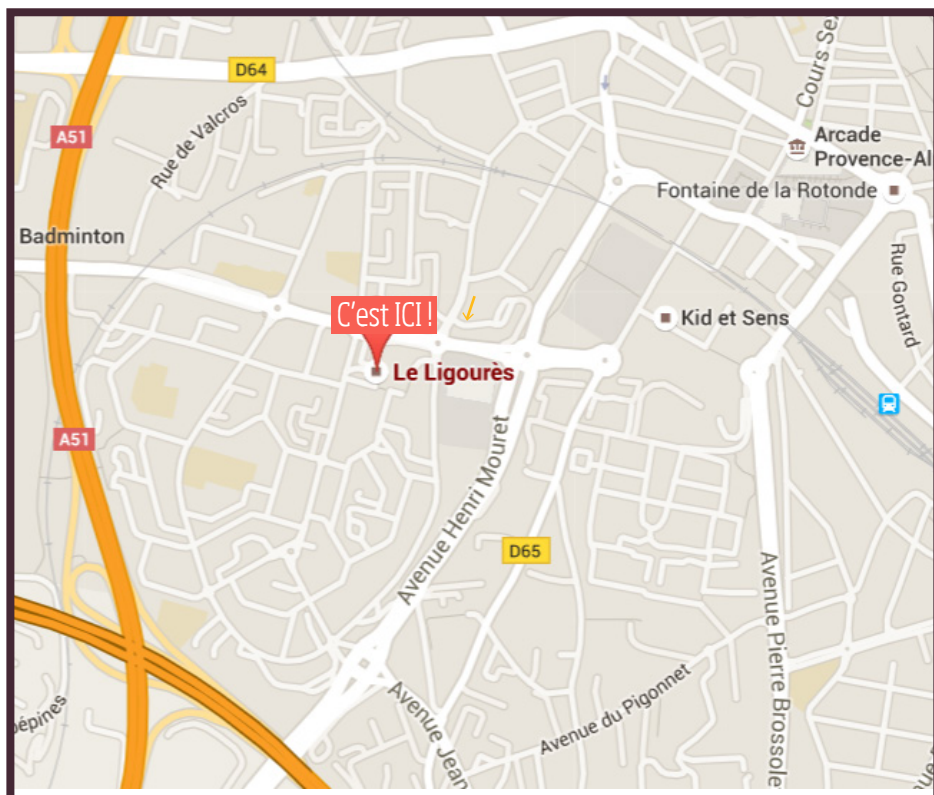 D64
Cours Se
A51
Rue de Valcros
Arcade
Provence-Al
Fontaine de la Rotonde
Badminton
Rue Gontard
C'est ICI !
Kid et Sens
Le Ligourès
A51
Avenue Henri Mouret
D65
Avenue Pierre Brossole
Avenue du Pigonnet
Avenue Jean
épines